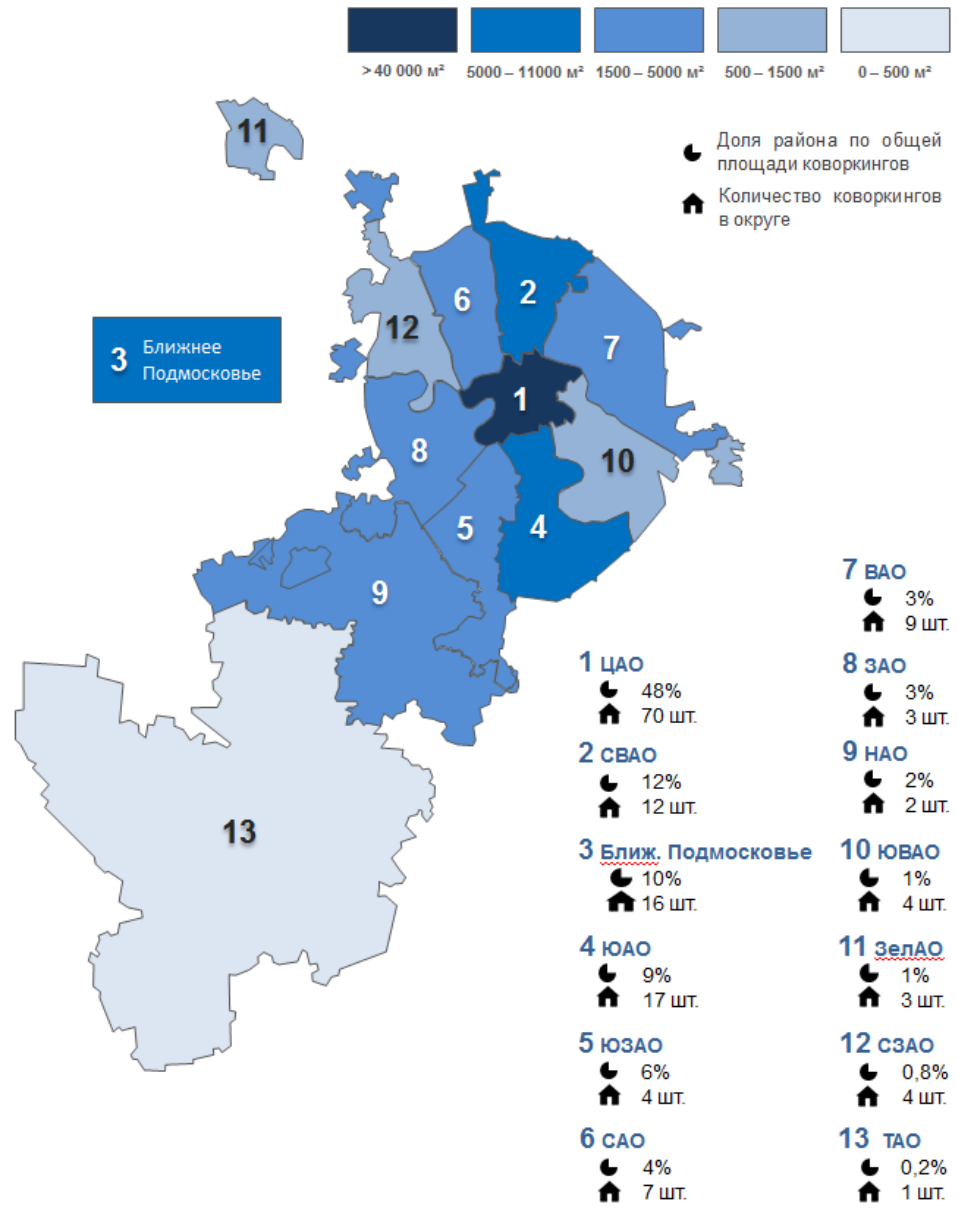 > 40 000 м²
5000 – 11000 м²
1500 – 5000 м²
500 – 1500 м²
0 – 500 м²
Доля района по общей
площади коворкингов
Количество коворкингов
в округе
11
6
2
12
7
3 Ближнее
Подмосковье
1
8
10
5
4
9
13
1 ЦАО
48%
70 шт.
2 СВАО
12%
12 шт.
3 Ближ. Подмосковье
10%
16 шт.
4 ЮАО
9%
17 шт.
5 ЮЗАО
6%
4 шт.
6 САО
4%
7 шт.
7 ВАО
3%
9 шт.
8 ЗАО
3%
3 шт.
9 НАО
2%
2 шт.
10 ЮВАО
1%
4 шт.
11 ЗелАО
1%
3 шт.
12 СЗАО
0,8%
4 шт.
13 ТАО
0,2%
1 шт.